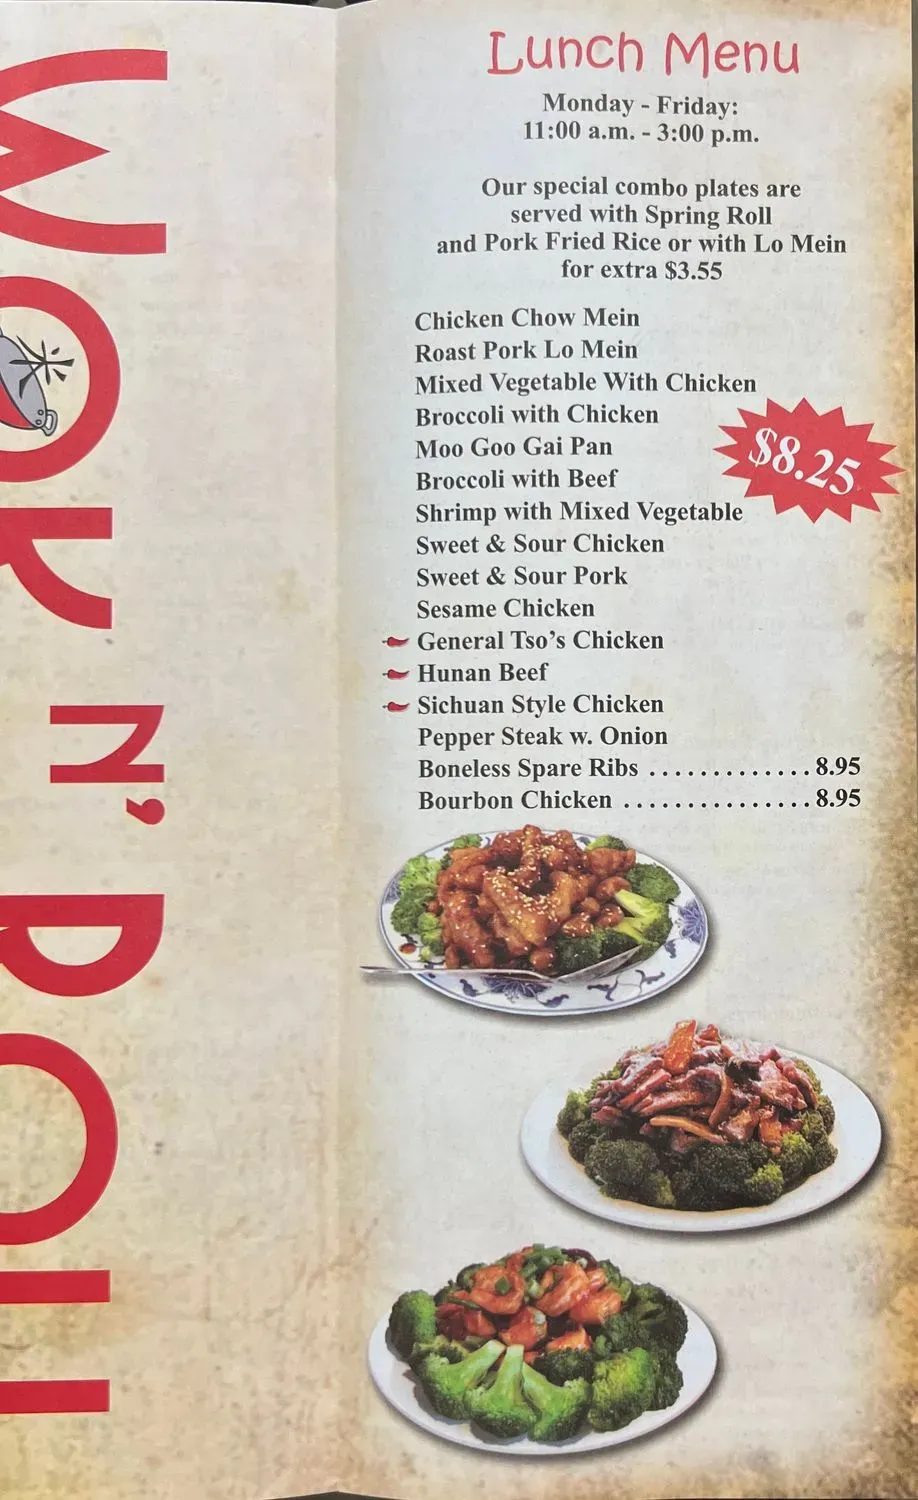 WOK N' ROLL
Lunch Menu
Monday - Friday:
11:00 a.m. - 3:00 p.m.
Our special combo plates are
served with Spring Roll
and Pork Fried Rice or with Lo Mein
for extra $3.55
Chicken Chow Mein
Roast Pork Lo Mein
Mixed Vegetable With Chicken
Broccoli with Chicken
Moo Goo Gai Pan
Broccoli with Beef
Shrimp with Mixed Vegetable
$8.25
Sweet & Sour Chicken
Sweet & Sour Pork
Sesame Chicken
General Tso's Chicken
Hunan Beef
Sichuan Style Chicken
Pepper Steak w. Onion
Boneless Spare Ribs ............. 8.95
Bourbon Chicken ............... 8.95